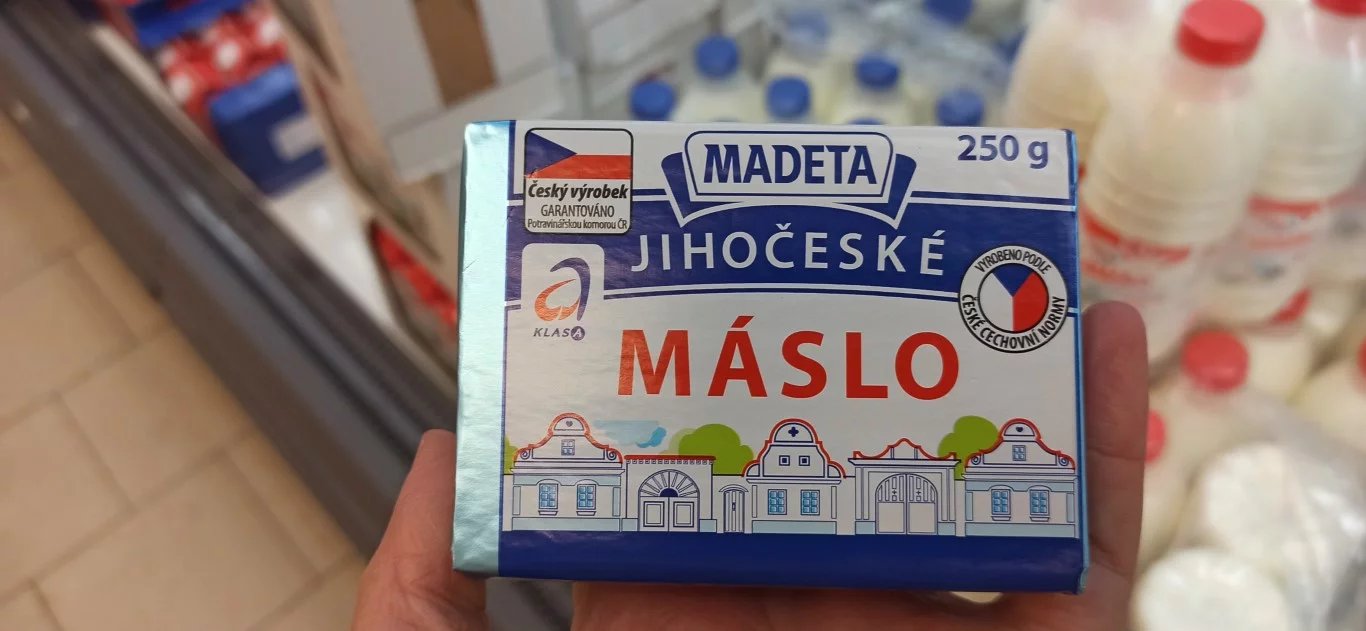 Český výrobek
GARANTOVÁNO
Potravinářskou komorou ČR
MADETA
250 g
JIHOČESKÉ
KLASA
VYROBENO PODLE
ČESKÉ CECHOVNÍ NORMY
MÁSLO